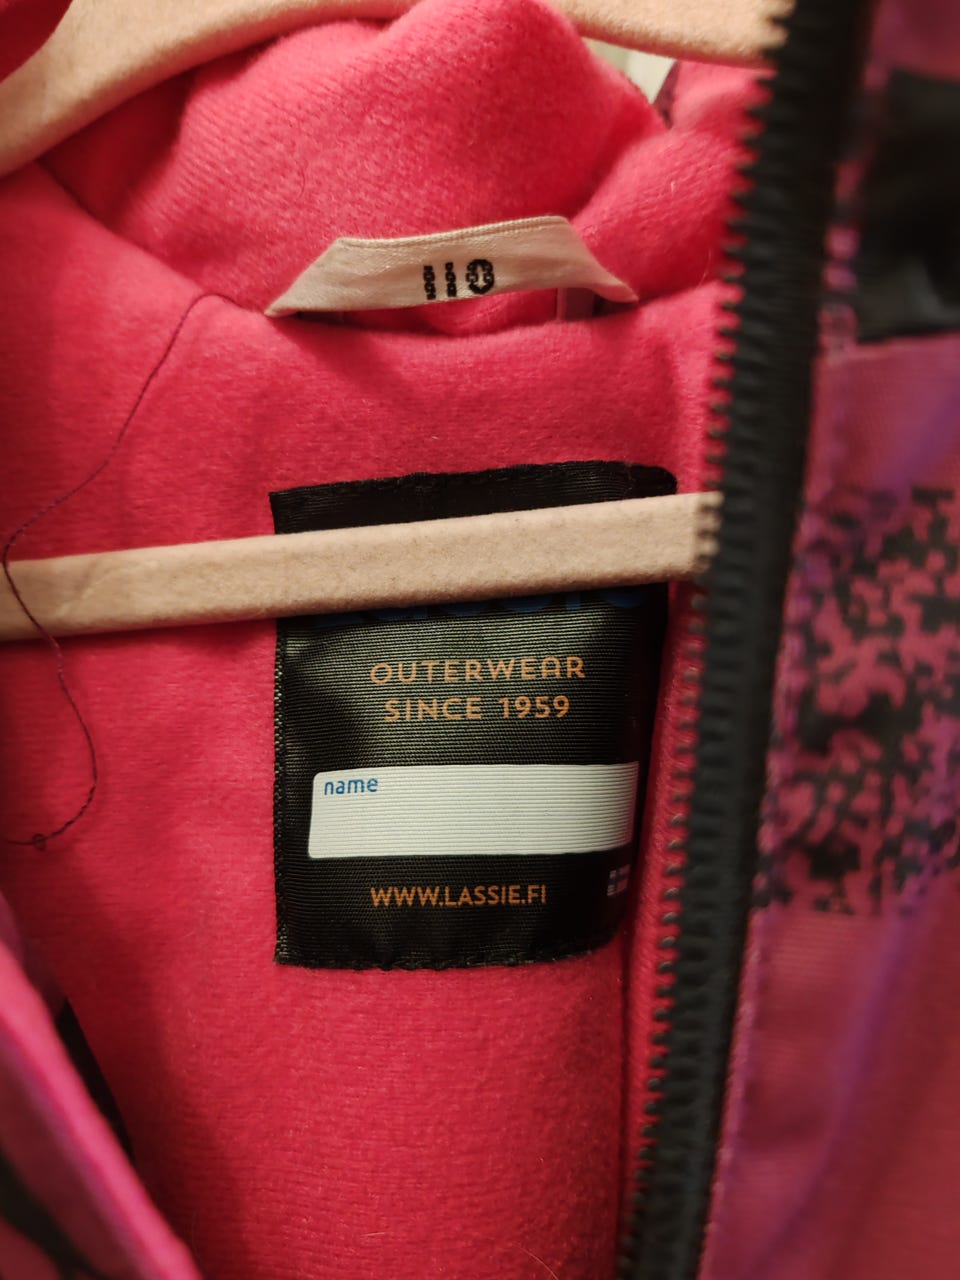 110
OUTERWEAR
SINCE 1959
name
WWW.LASSIE.FI